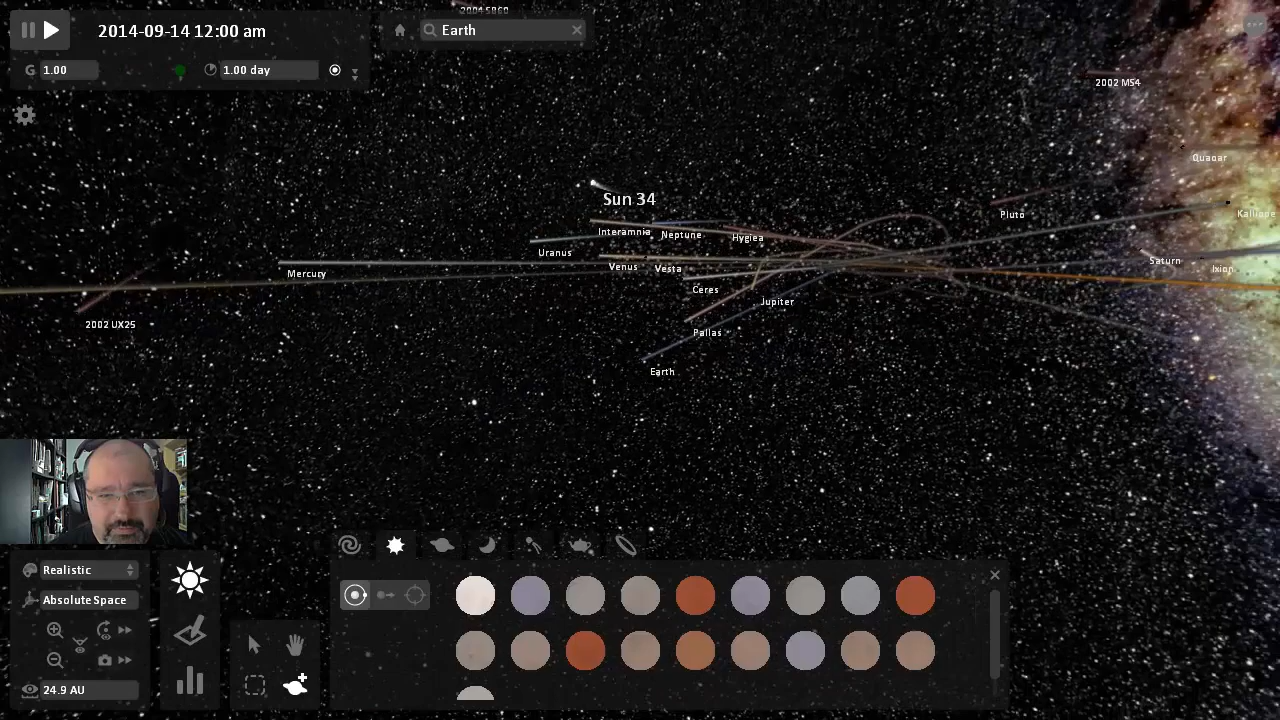 2004 SB60
2014-09-14 12:00 am
Earth
G 1.00
1.00 day
2002 MS4
Quaoar
Sun 34
Pluto
Kalliope
Interamnia
Neptune
Hygiea
Uranus
Saturn
Ixion
Mercury
Venus
Vesta
Ceres
Jupiter
2002 UX25
Pallas
Earth
Realistic
Absolute Space
24.9 AU